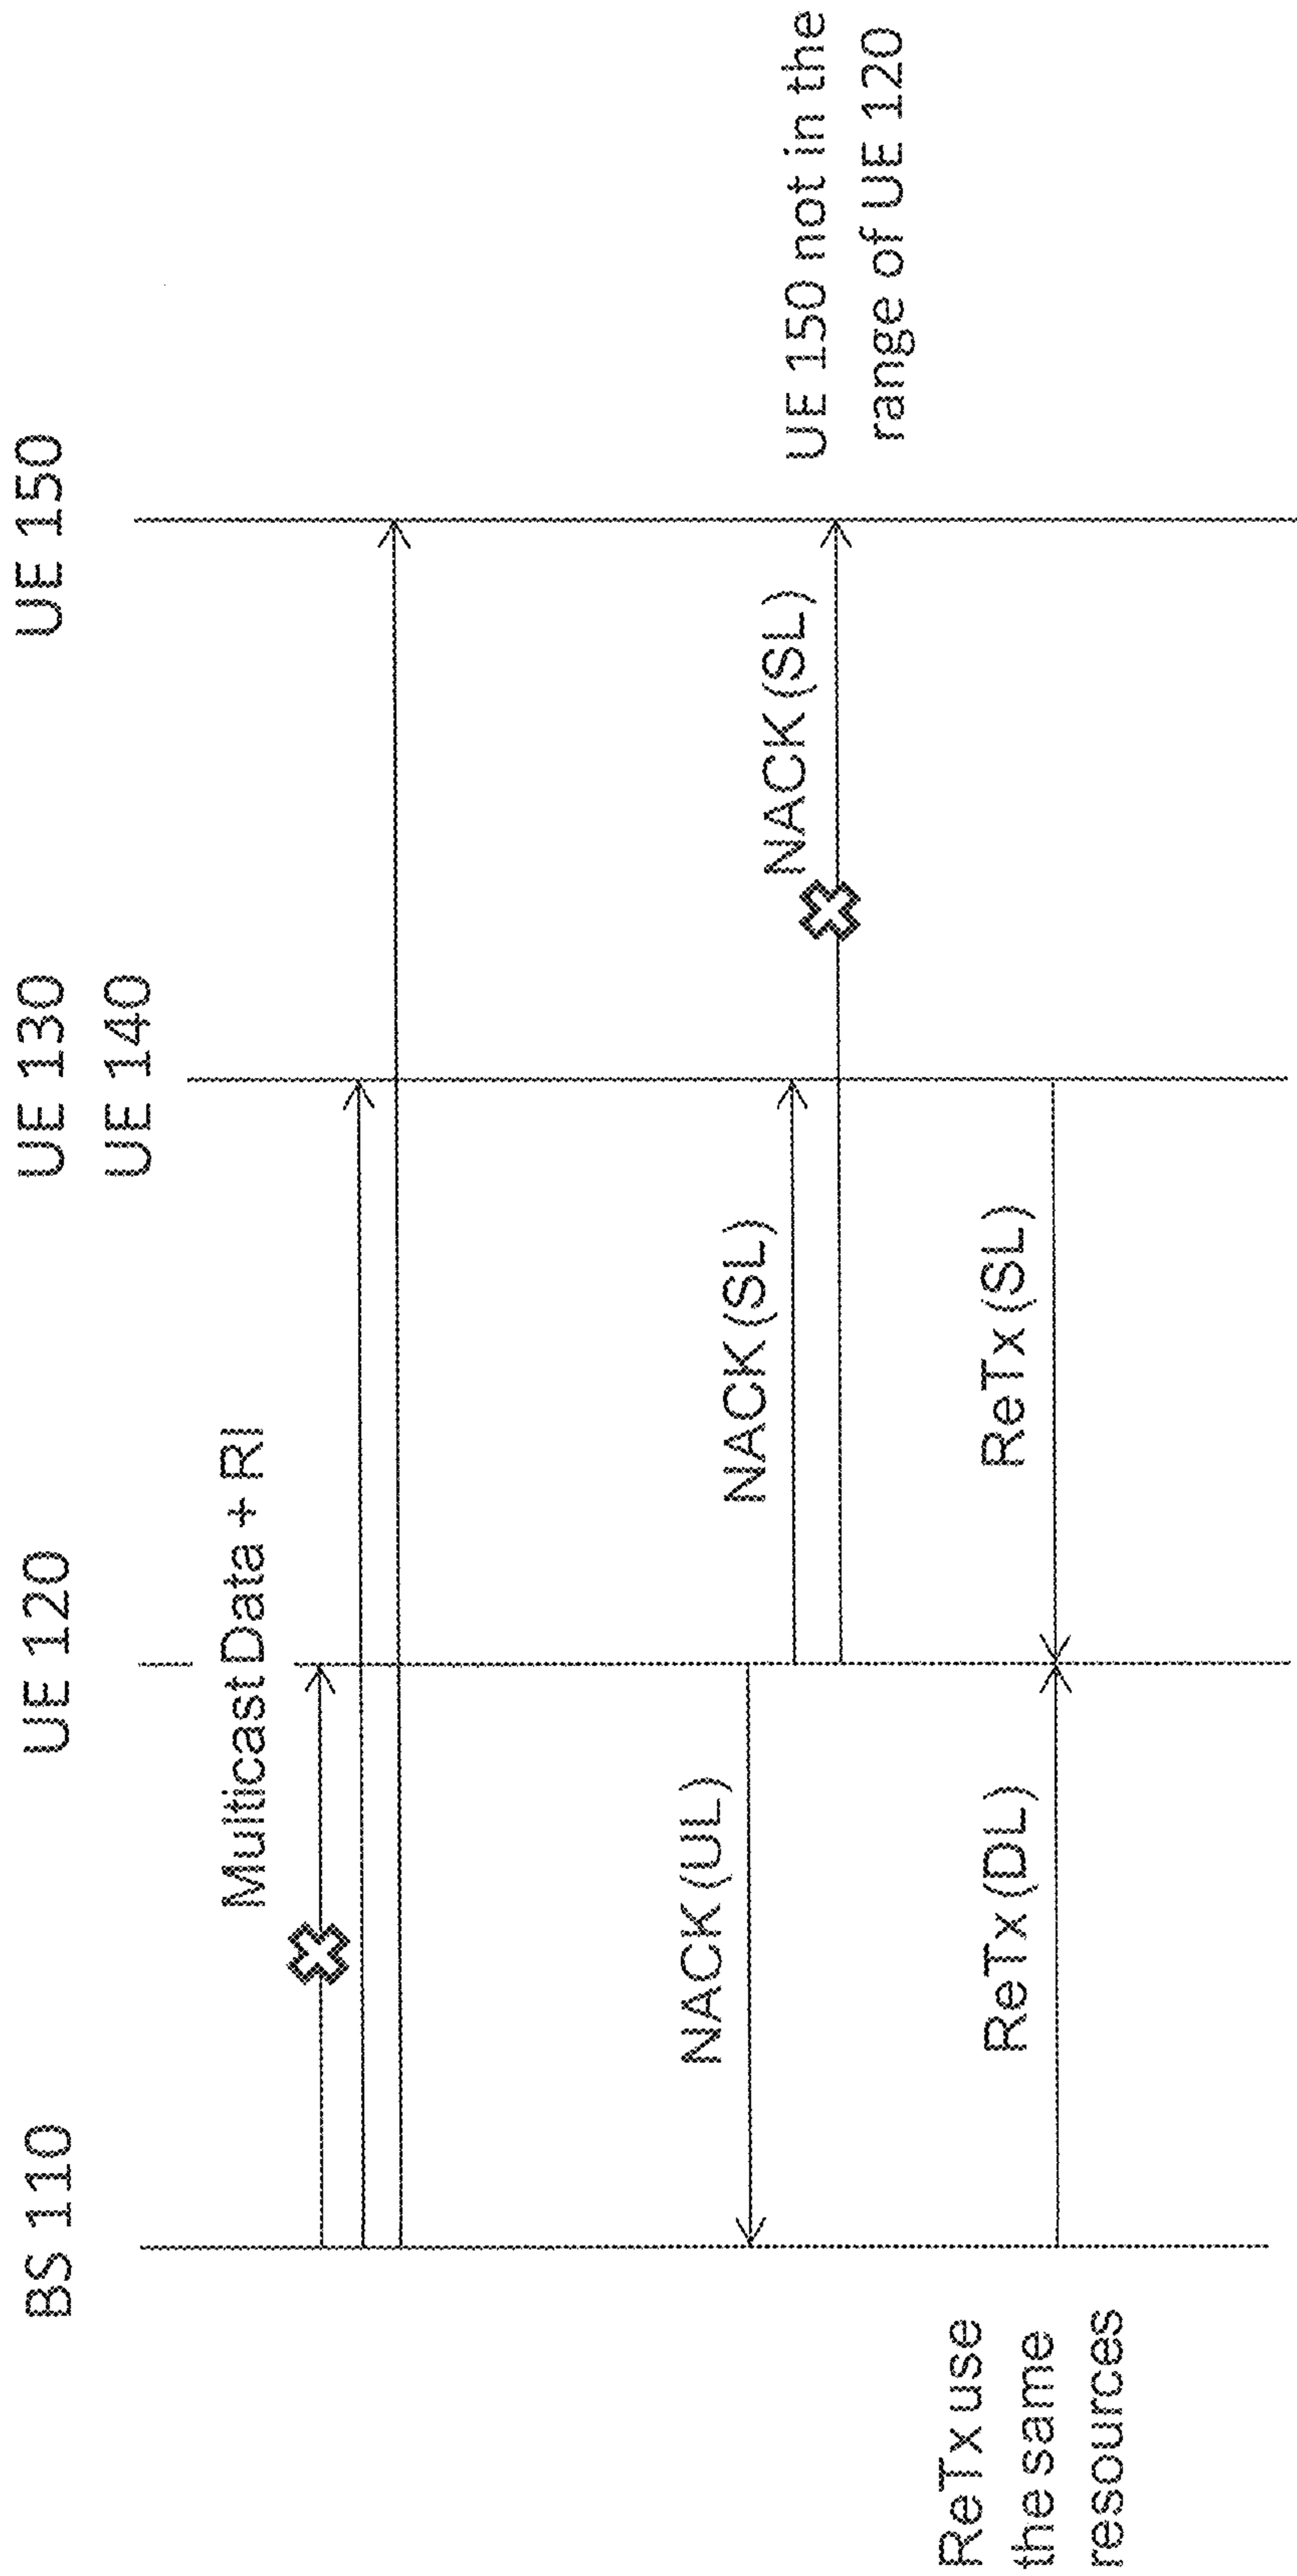 BS 110
UE 120
UE 130
UE 140
UE 150
Multicast Data + RI
NACK (UL)
NACK (SL)
NACK (SL)
UE 150 not in the
range of UE 120
ReTx use
the same
resources
ReTx (DL)
ReTx (SL)